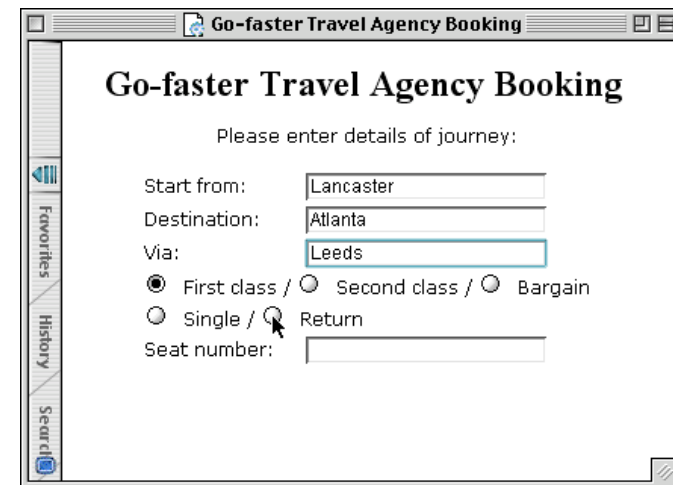 Go-faster Travel Agency Booking
Go-faster Travel Agency Booking
Please enter details of journey:
Start from: Lancaster
Destination: Atlanta
Via: Leeds
First class / Second class / Bargain
Single / Return
Seat number:
Favorites
History
Search